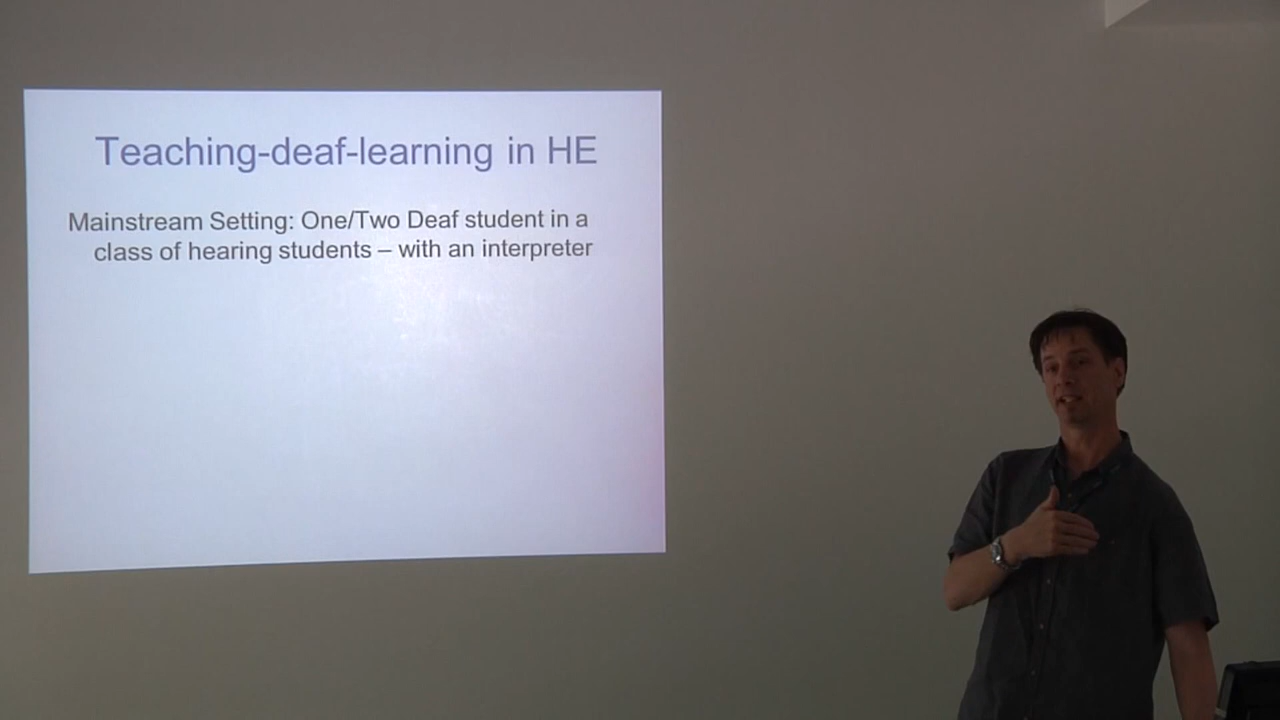 Teaching-deaf-learning in HE
Mainstream Setting: One/Two Deaf student in a
class of hearing students – with an interpreter